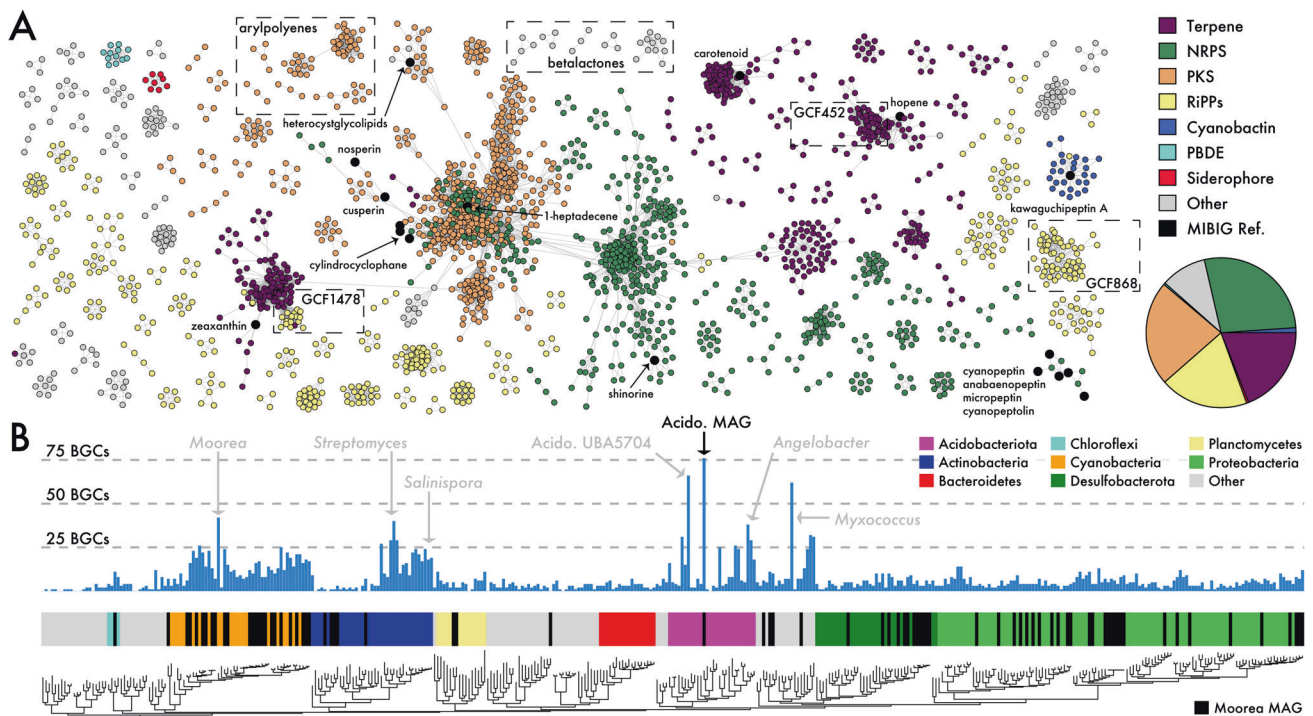 A
arylpolyenes
betalactones
heterocystglycolipids
nosperin
cusperin
cylindrocyclophane
1-heptadecene
carotenoid
GCF452
hopene
kawaguchipeptin A
GCF868
GCF1478
zeaxanthin
shinorine
cyanopeptin
anabaenopeptin
micropeptin
cyanopeptolin
Terpene
NRPS
PKS
RiPPs
Cyanobactin
PBDE
Siderophore
Other
MIBIG Ref.
B
75 BGCs
50 BGCs
25 BGCs
Moorea
Streptomyces
Salinispora
Acido. UBA5704
Acido. MAG
Angelobacter
Myxococcus
Acidobacteriota
Actinobacteria
Bacteroidetes
Chloroflexi
Cyanobacteria
Desulfobacterota
Planctomycetes
Proteobacteria
Other
Moorea MAG